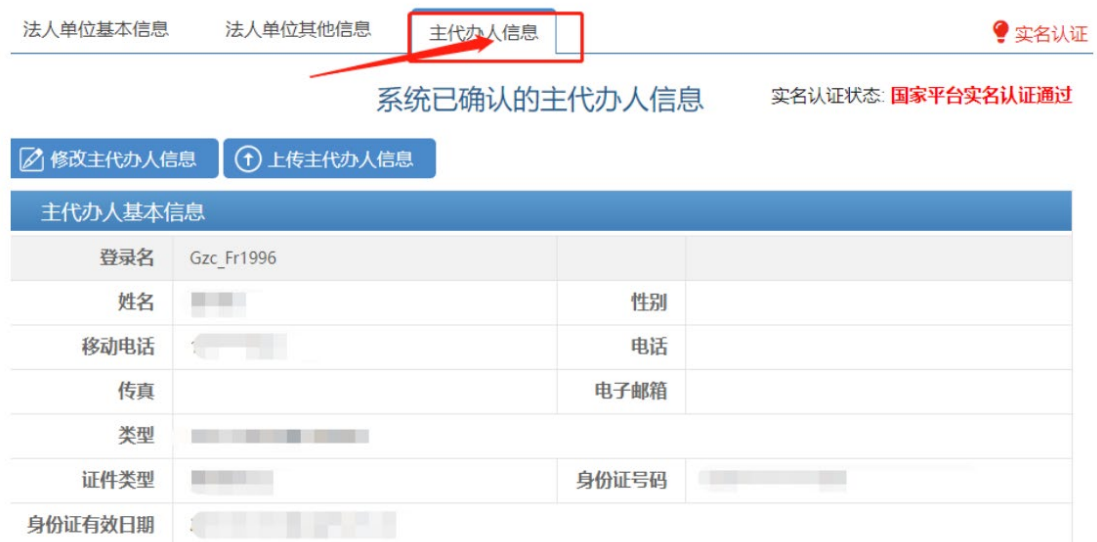 法人单位基本信息 法人单位其他信息 主代办人信息 实名认证
系统已确认的主代办人信息 实名认证状态: 国家平台实名认证通过
修改主代办人信息 上传主代办人信息
主代办人基本信息
登录名 Gzc_Fr1996
姓名 性别
移动电话 电话
传真 电子邮箱
类型
证件类型 身份证号码
身份证有效日期